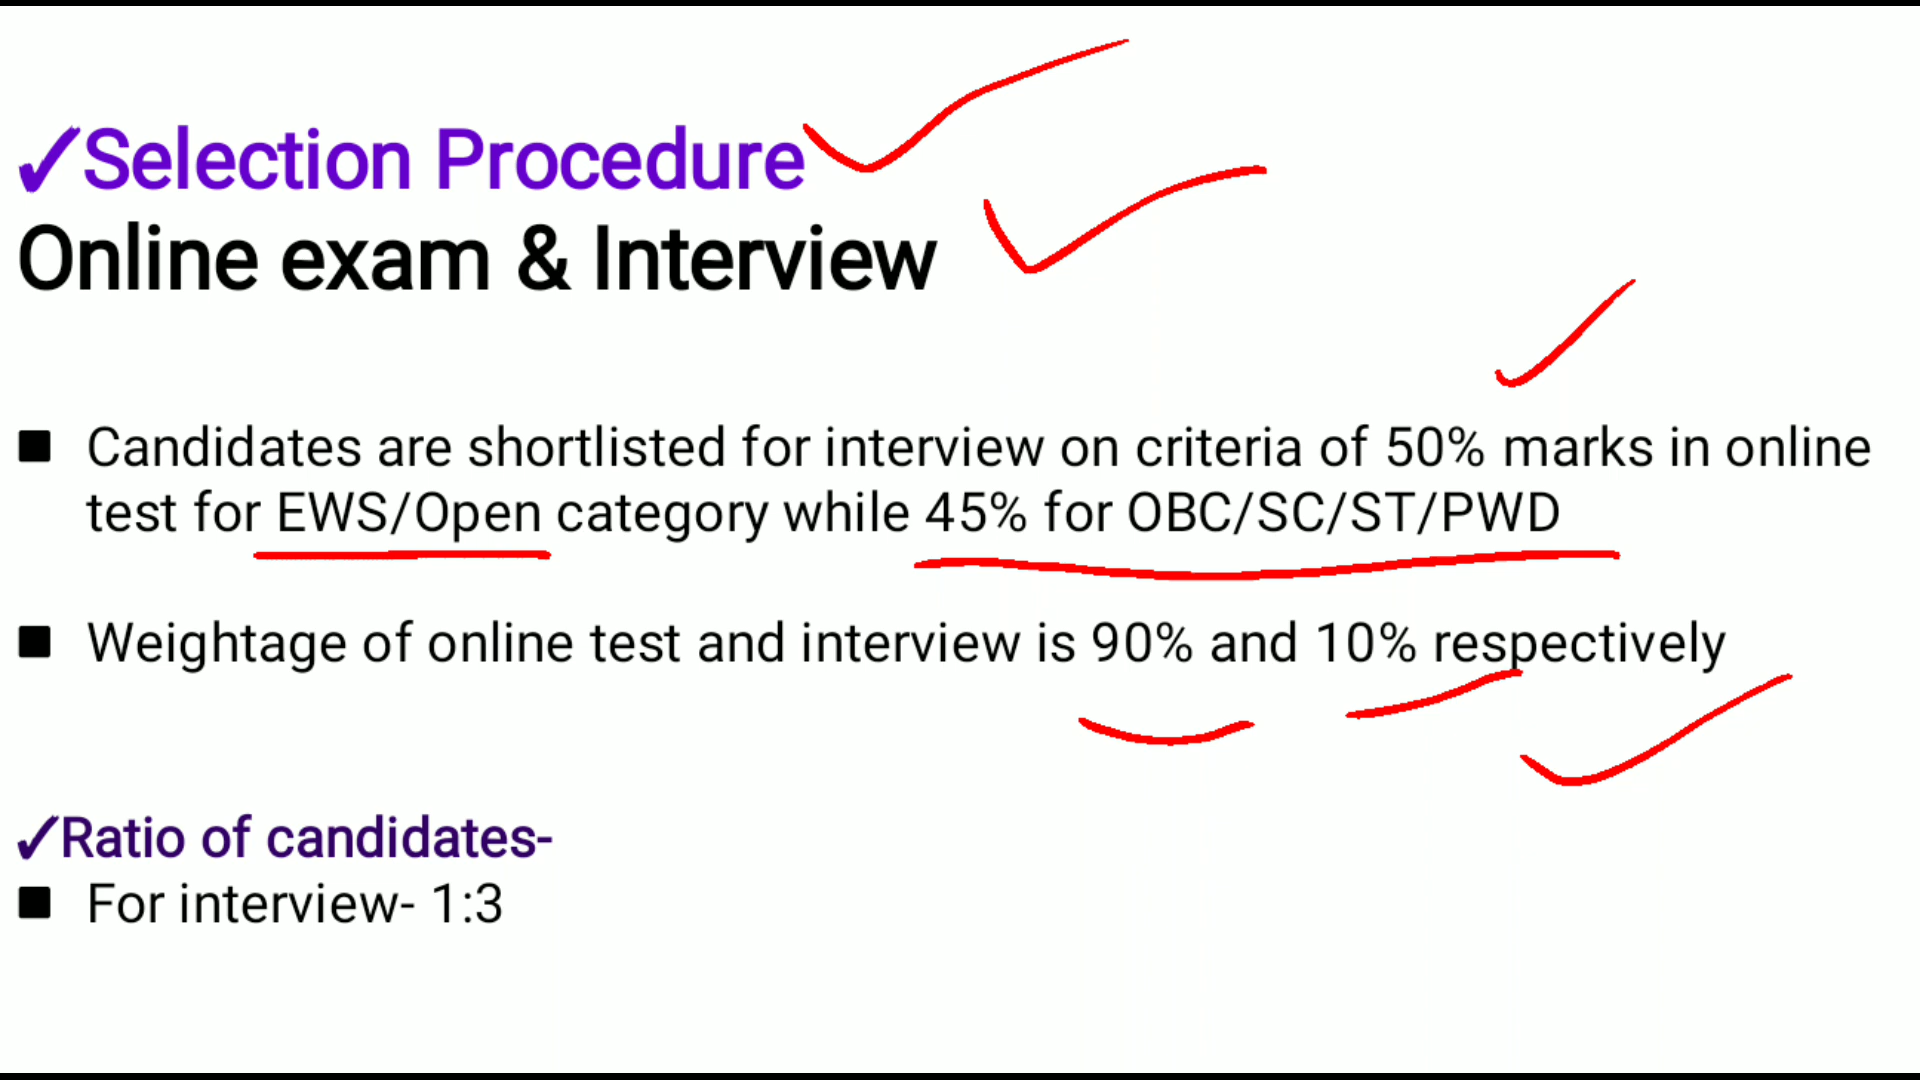 ✓Selection Procedure
Online exam & Interview
■ Candidates are shortlisted for interview on criteria of 50% marks in online
test for EWS/Open category while 45% for OBC/SC/ST/PWD
■ Weightage of online test and interview is 90% and 10% respectively
✓Ratio of candidates-
■ For interview- 1:3